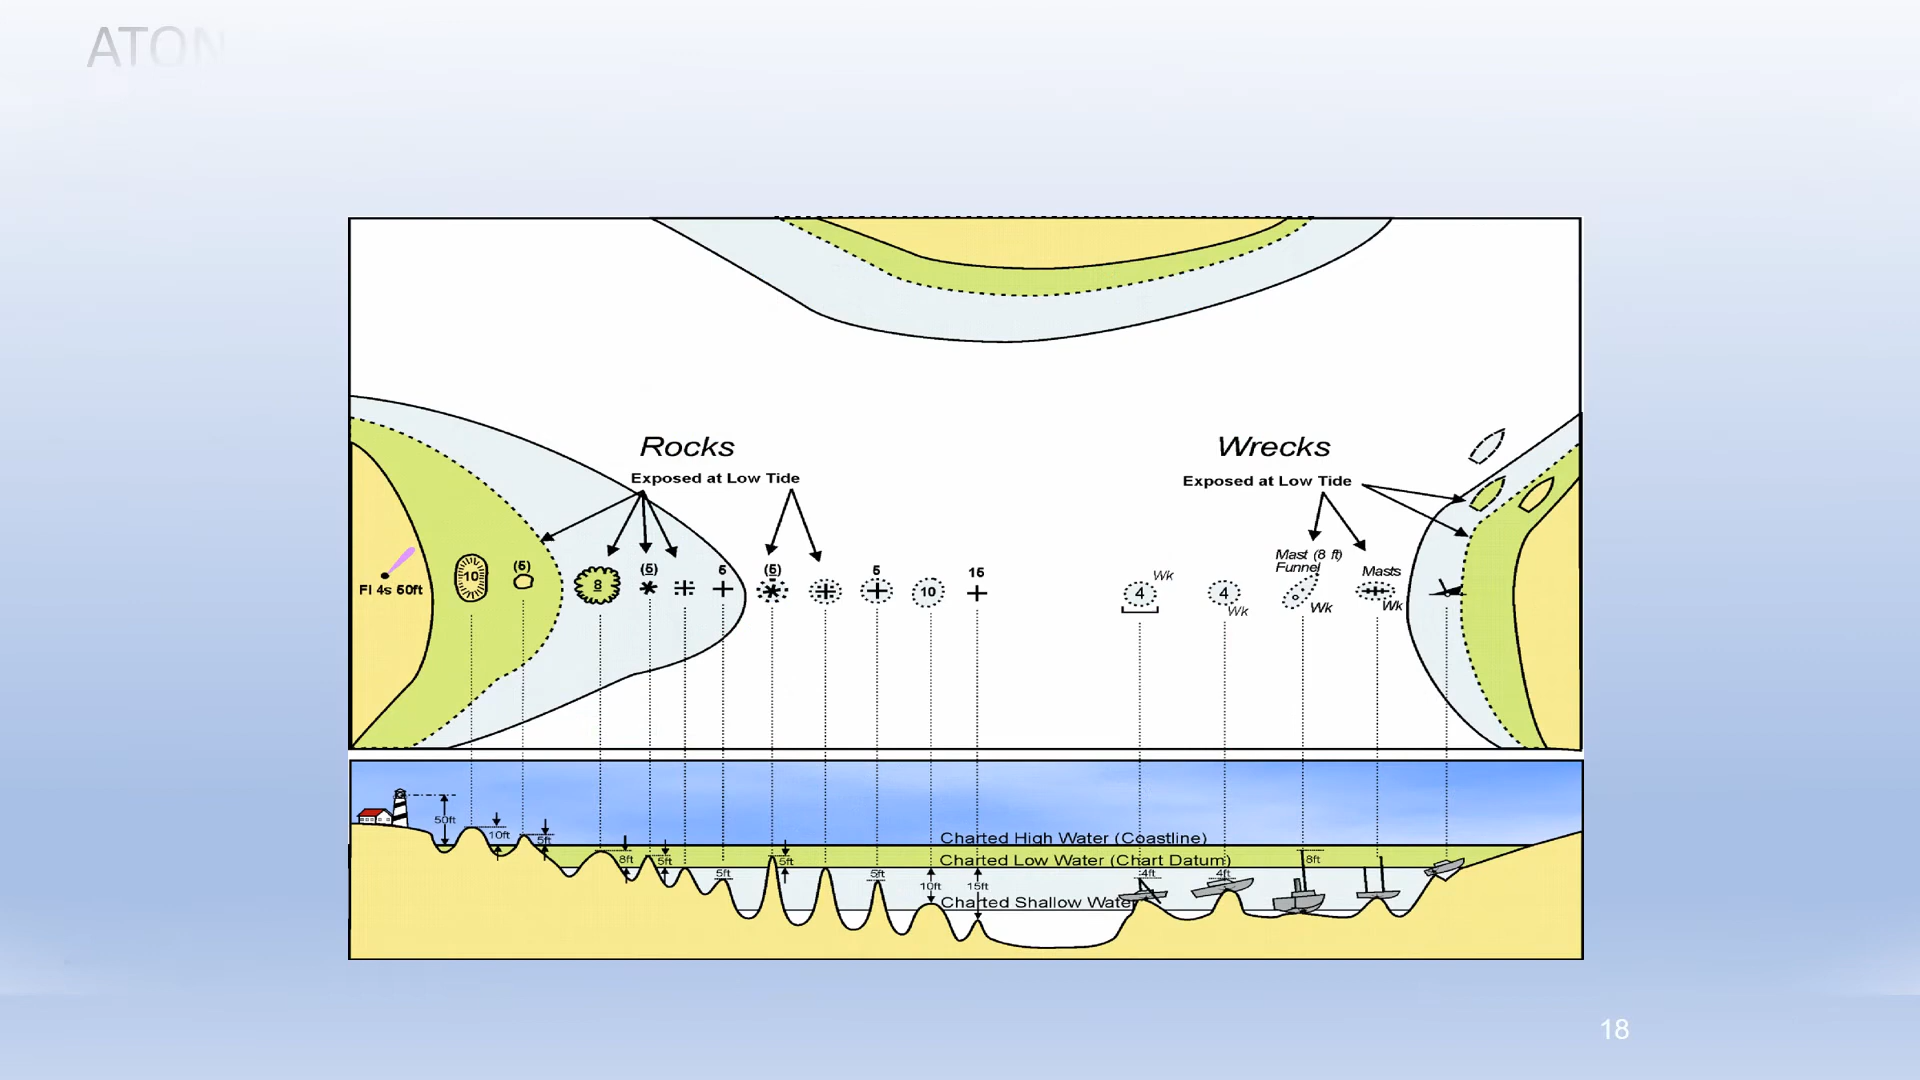 ATON
Rocks
Exposed at Low Tide
Wrecks
Exposed at Low Tide
Mast (8 ft)
Funnel
Masts
Wk
(5)
(5)
5
(5)
5
15
10
8
10
4
4
Wk
Wk
Wk
Fl 4s 50ft
50ft
10ft
5ft
8ft
5ft
5ft
5ft
5ft
10ft
15ft
Charted High Water (Coastline)
Charted Low Water (Chart Datum)
Charted Shallow Water
4ft
4ft
8ft
18